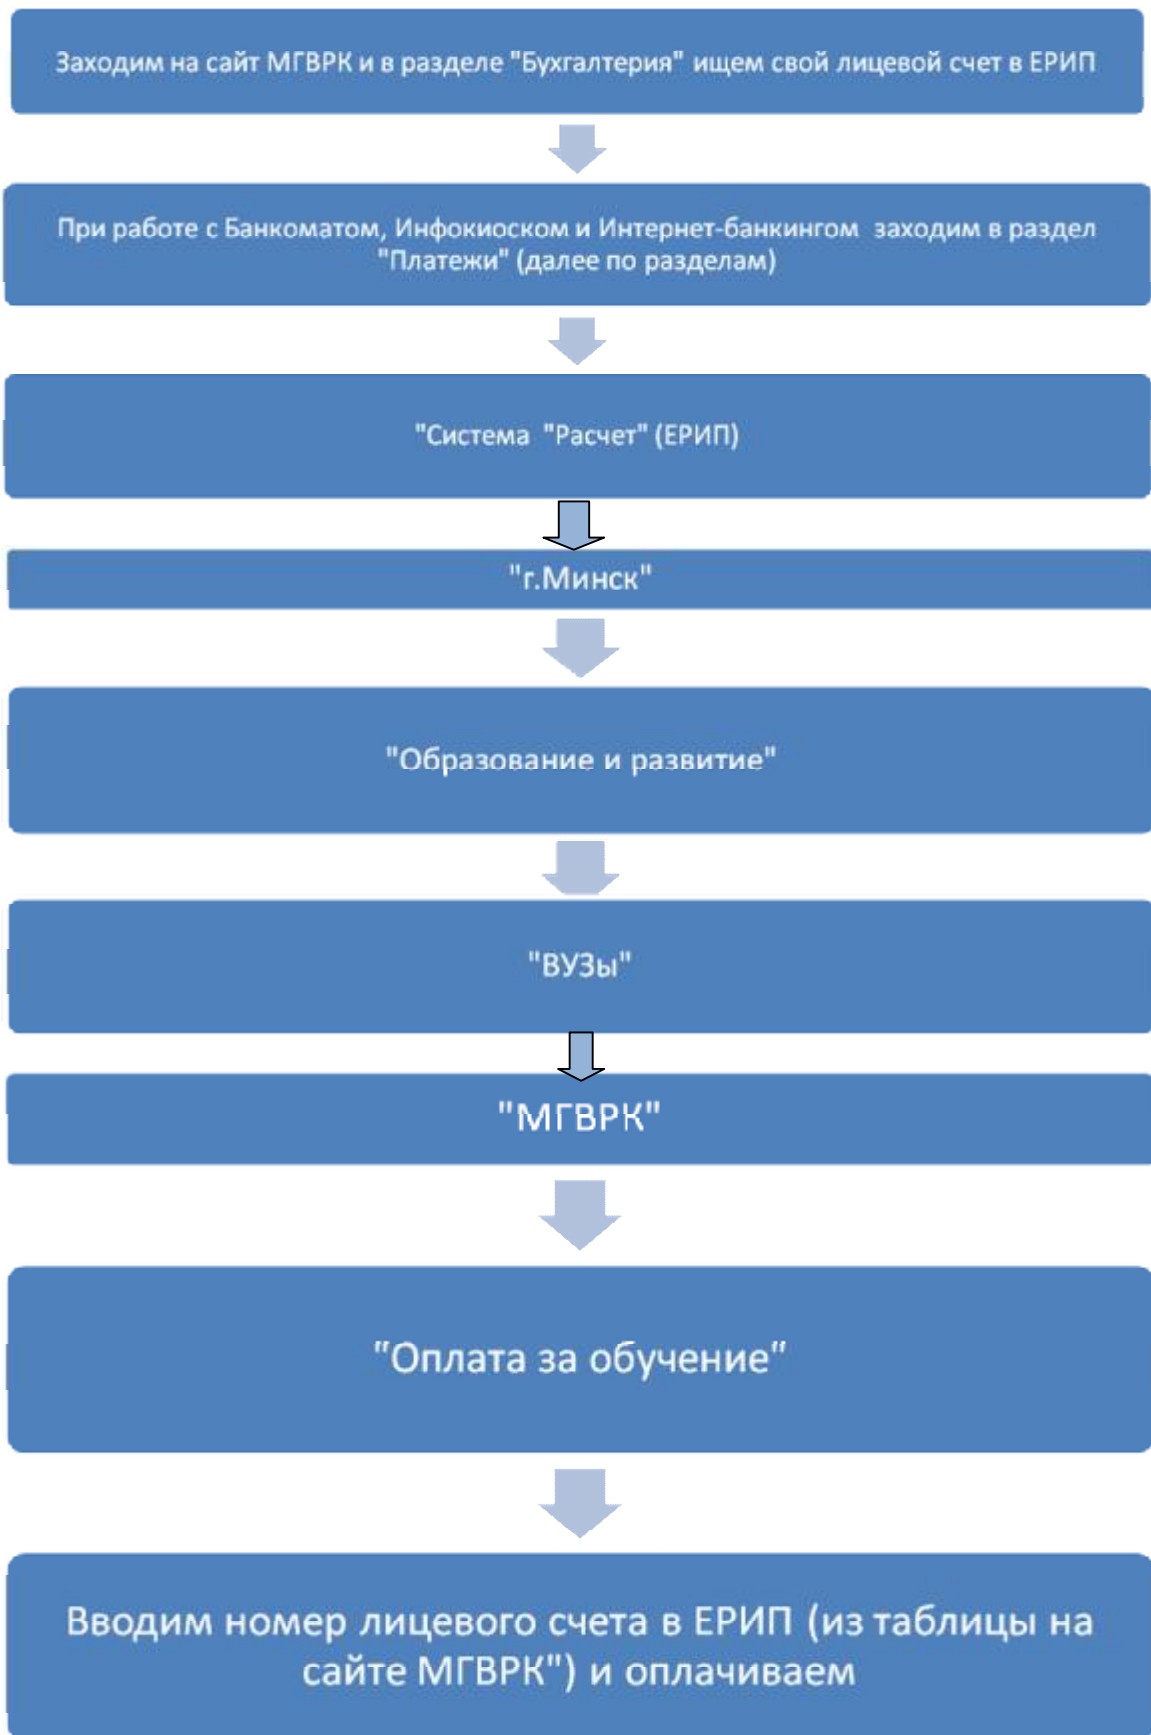 Заходим на сайт МГВРК и в разделе "Бухгалтерия" ищем свой лицевой счет в ЕРИП
При работе с Банкоматом, Инфокиоском и Интернет-банкингом заходим в раздел
"Платежи" (далее по разделам)
"Система "Расчет" (ЕРИП)
"г.Минск"
"Образование и развитие"
"ВУЗы"
"МГВРК"
"Оплата за обучение"
Вводим номер лицевого счета в ЕРИП (из таблицы на
сайте МГВРК") и оплачиваем